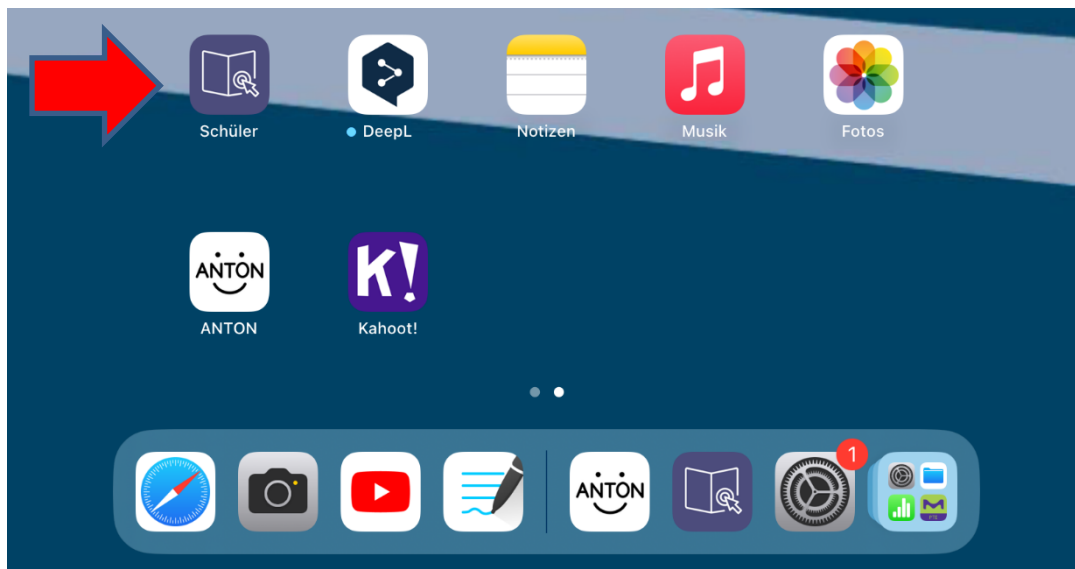 Schüler
DeepL
Notizen
Musik
Fotos
ANTON
K!
ANTON
Kahoot!
1
ANTON